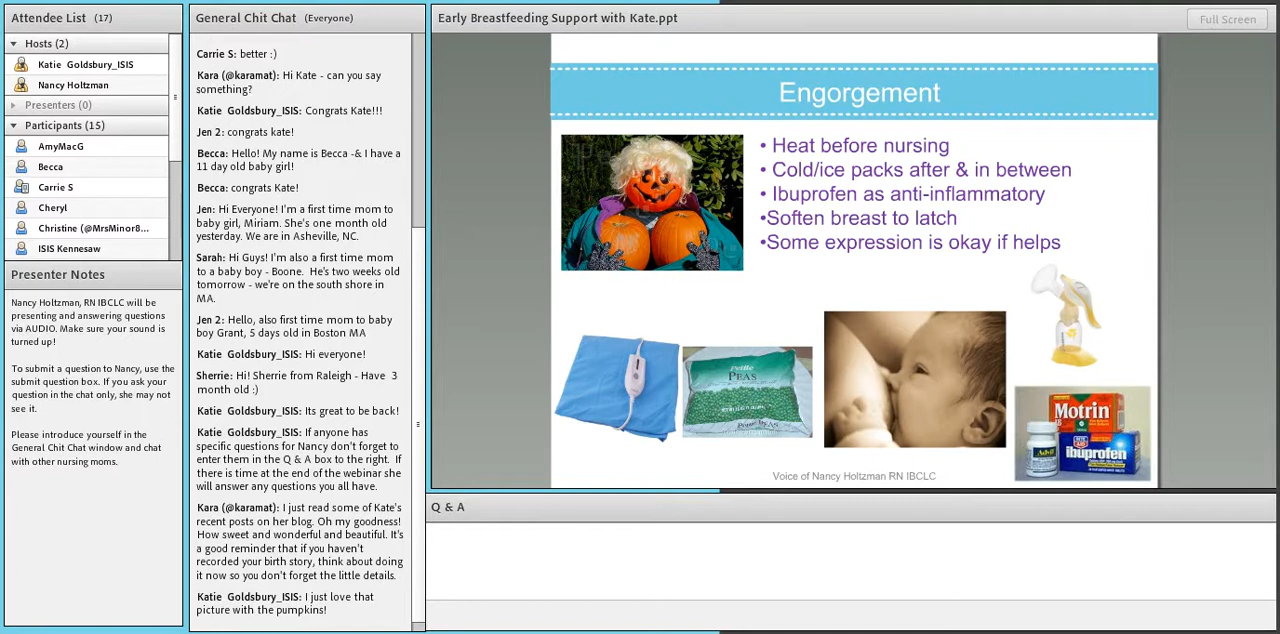 Attendee List (17)
Hosts (2)
Katie Goldsbury_ISIS
Nancy Holtzman
Presenters (0)
Participants (15)
AmyMacG
Becca
Carrie S
Cheryl
Christine (@MrsMinor8...
ISIS Kennesaw
Presenter Notes
Nancy Holtzman, RN IBCLC will be
presenting and answering questions
via AUDIO. Make sure your sound is
turned up!
To submit a question to Nancy, use the
submit question box. If you ask your
question in the chat only, she may not
see it.
Please introduce yourself in the
General Chit Chat window and chat
with other nursing moms.
General Chit Chat (Everyone)
Carrie S: better :)
Kara (@karamat): Hi Kate - can you say
something?
Katie Goldsbury_ISIS: Congrats Kate!!!
Jen 2: congrats kate!
Becca: Hello! My name is Becca -& I have a
11 day old baby girl!
Becca: congrats Kate!
Jen: Hi Everyone! I'm a first time mom to
baby girl, Miriam. She's one month old
yesterday. We are in Asheville, NC.
Sarah: Hi Guys! I'm also a first time mom
to a baby boy - Boone. He's two weeks old
tomorrow - we're on the south shore in
MA.
Jen 2: Hello, also first time mom to baby
boy Grant, 5 days old in Boston MA
Katie Goldsbury_ISIS: Hi everyone!
Sherrie: Hi! Sherrie from Raleigh - Have 3
month old :)
Katie Goldsbury_ISIS: Its great to be back!
Katie Goldsbury_ISIS: If anyone has
specific questions for Nancy don't forget to
enter them in the Q & A box to the right. If
there is time at the end of the webinar she
will answer any questions you all have.
Kara (@karamat): I just read some of Kate's
recent posts on her blog. Oh my goodness!
How sweet and wonderful and beautiful. It's
a good reminder that if you haven't
recorded your birth story, think about doing
it now so you don't forget the little details.
Katie Goldsbury_ISIS: I just love that
picture with the pumpkins!
Early Breastfeeding Support with Kate.ppt
Full Screen
Engorgement
• Heat before nursing
• Cold/ice packs after & in between
• Ibuprofen as anti-inflammatory
•Soften breast to latch
•Some expression is okay if helps
Petite
PEAS
Motrin
IB
Advil
ibuprofen
Voice of Nancy Holtzman RN IBCLC
Q & A